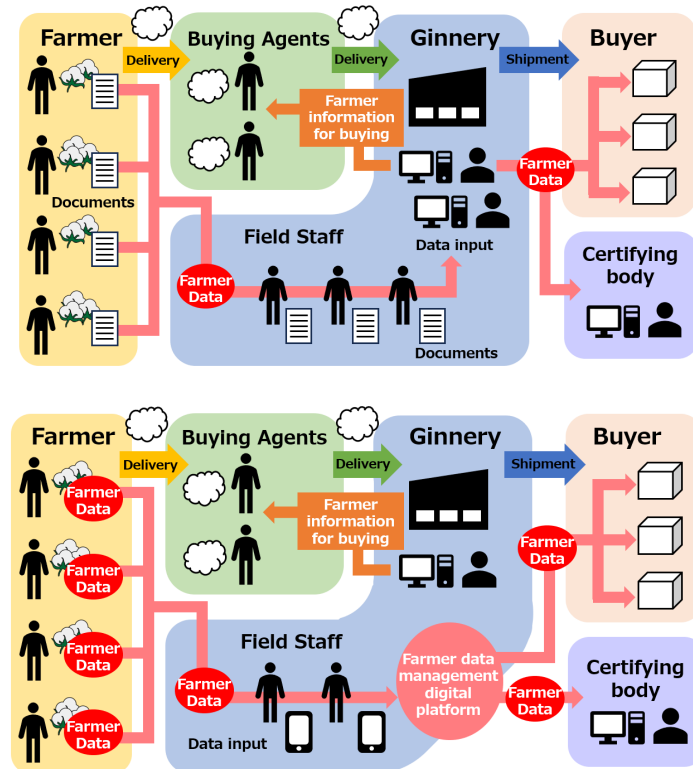 Farmer
Buying Agents
Ginnery
Buyer
Delivery
Delivery
Shipment
Farmer
information
for buying
Documents
Farmer
Data
Field Staff
Data input
Certifying
body
Farmer
Data
Documents
Farmer
Buying Agents
Ginnery
Buyer
Delivery
Delivery
Shipment
Farmer
Data
Farmer
information
for buying
Farmer
Data
Farmer
Data
Farmer
Data
Field Staff
Farmer data
management
digital
platform
Certifying
body
Farmer
Data
Farmer
Data
Farmer
Data
Data input